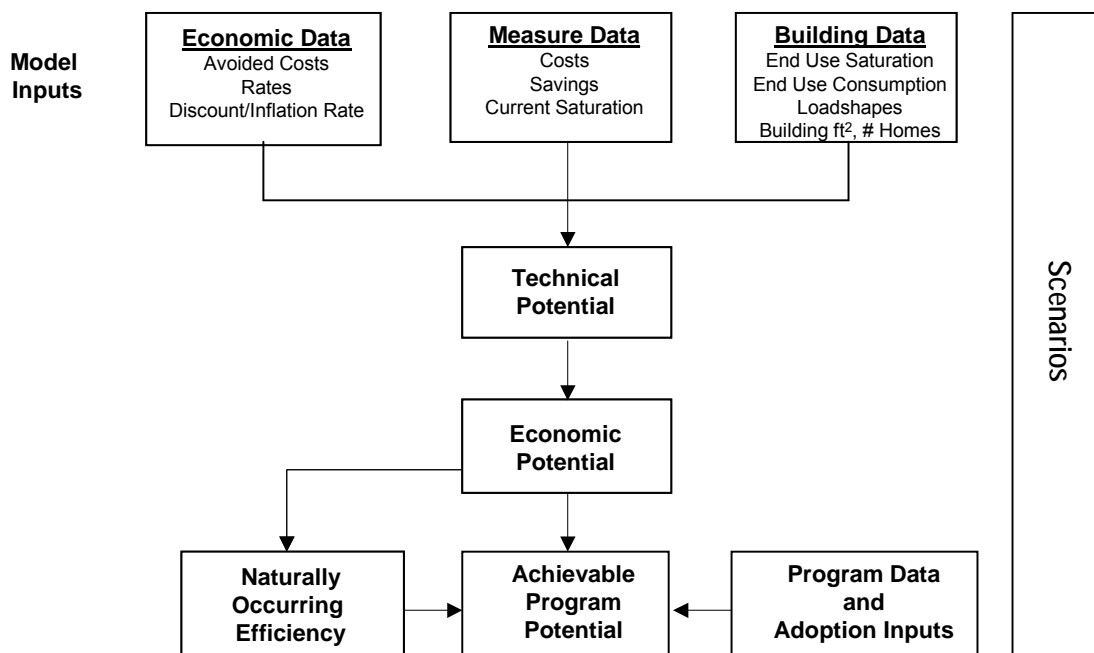 Model
Inputs
Economic Data
Avoided Costs
Rates
Discount/Inflation Rate
Measure Data
Costs
Savings
Current Saturation
Building Data
End Use Saturation
End Use Consumption
Loadshapes
Building ft², # Homes
Technical
Potential
Economic
Potential
Naturally
Occurring
Efficiency
Achievable
Program
Potential
Program Data
and
Adoption Inputs
Scenarios